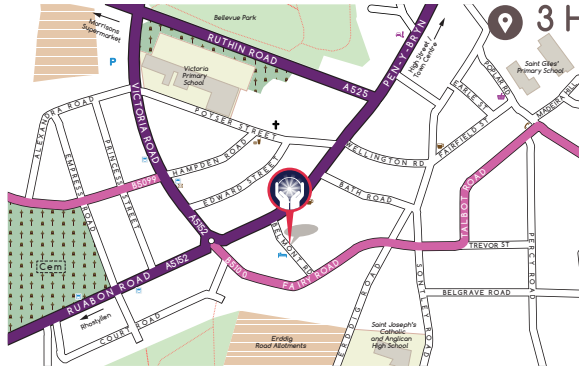 Morrisons
Supermarket
Bellevue Park
3 H
P
RUTHIN ROAD
A525
PEN-Y-BRYN
High Street /
Town Centre
Saint Giles'
Primary School
POPLAR RD
MADEIRA HILL
EARLE ST
FAIRFIELD ST
Victoria
Primary
School
VICTORIA ROAD
ALEXANDRA ROAD
POYSER STREET
HAMPDEN ROAD
EDWARD STREET
WELLINGTON RD
BATH ROAD
EMPRESS ROAD
PRINCESS STREET
B5099
A5152
BELMONT RD
TALBOT ROAD
TREVOR ST
PERCY ROAD
Cem
RUABON ROAD A5152
B5100
FAIRY ROAD
BELGRAVE ROAD
Rhostyllen
COURT ROAD
Erddig
Road Allotments
ERDDIG ROAD
Saint Joseph's
Catholic
and Anglican
High School